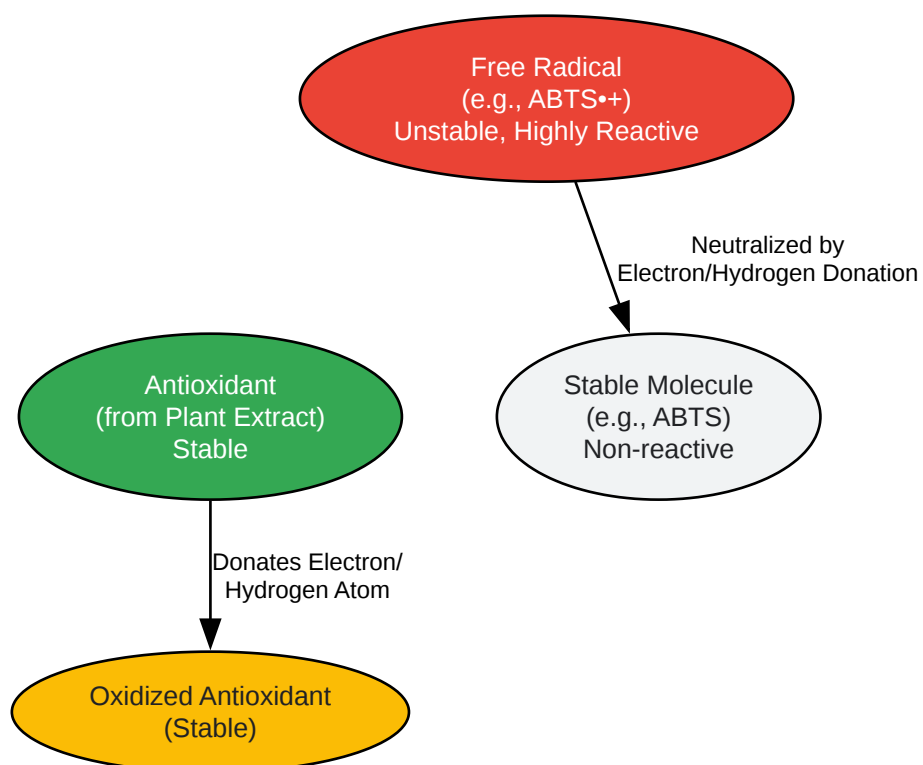 Free Radical
(e.g., ABTS•+)
Unstable, Highly Reactive
Neutralized by
Electron/Hydrogen Donation
Antioxidant
(from Plant Extract)
Stable
Stable Molecule
(e.g., ABTS)
Non-reactive
Donates Electron/
Hydrogen Atom
Oxidized Antioxidant
(Stable)